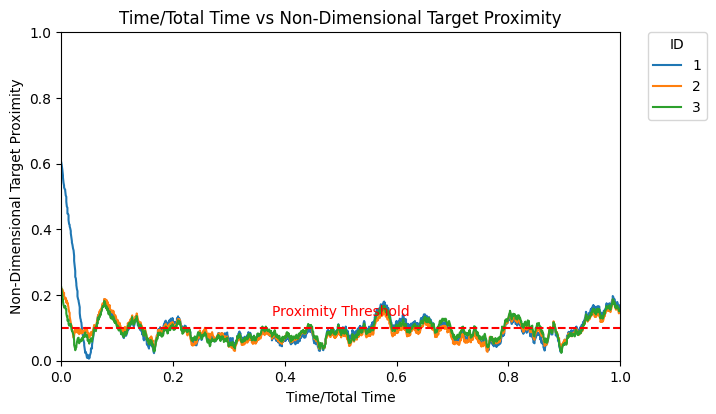 Time/Total Time vs Non-Dimensional Target Proximity
ID
1
2
3
Non-Dimensional Target Proximity
1.0
0.8
0.6
0.4
0.2
0.0
Proximity Threshold
0.0 0.2 0.4 0.6 0.8 1.0
Time/Total Time